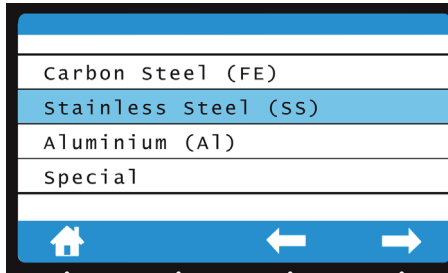 Carbon Steel (FE)
Stainless Steel (SS)
Aluminium (Al)
Special